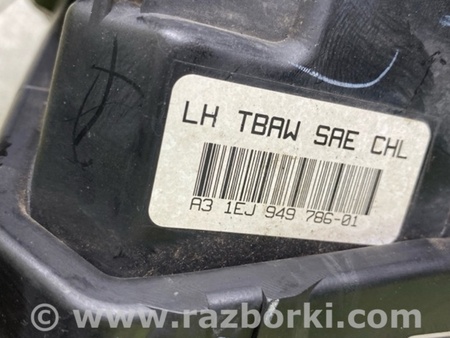 LH TBAW SAE CHL
A3 1EJ 949 786-01
www.razborki.com